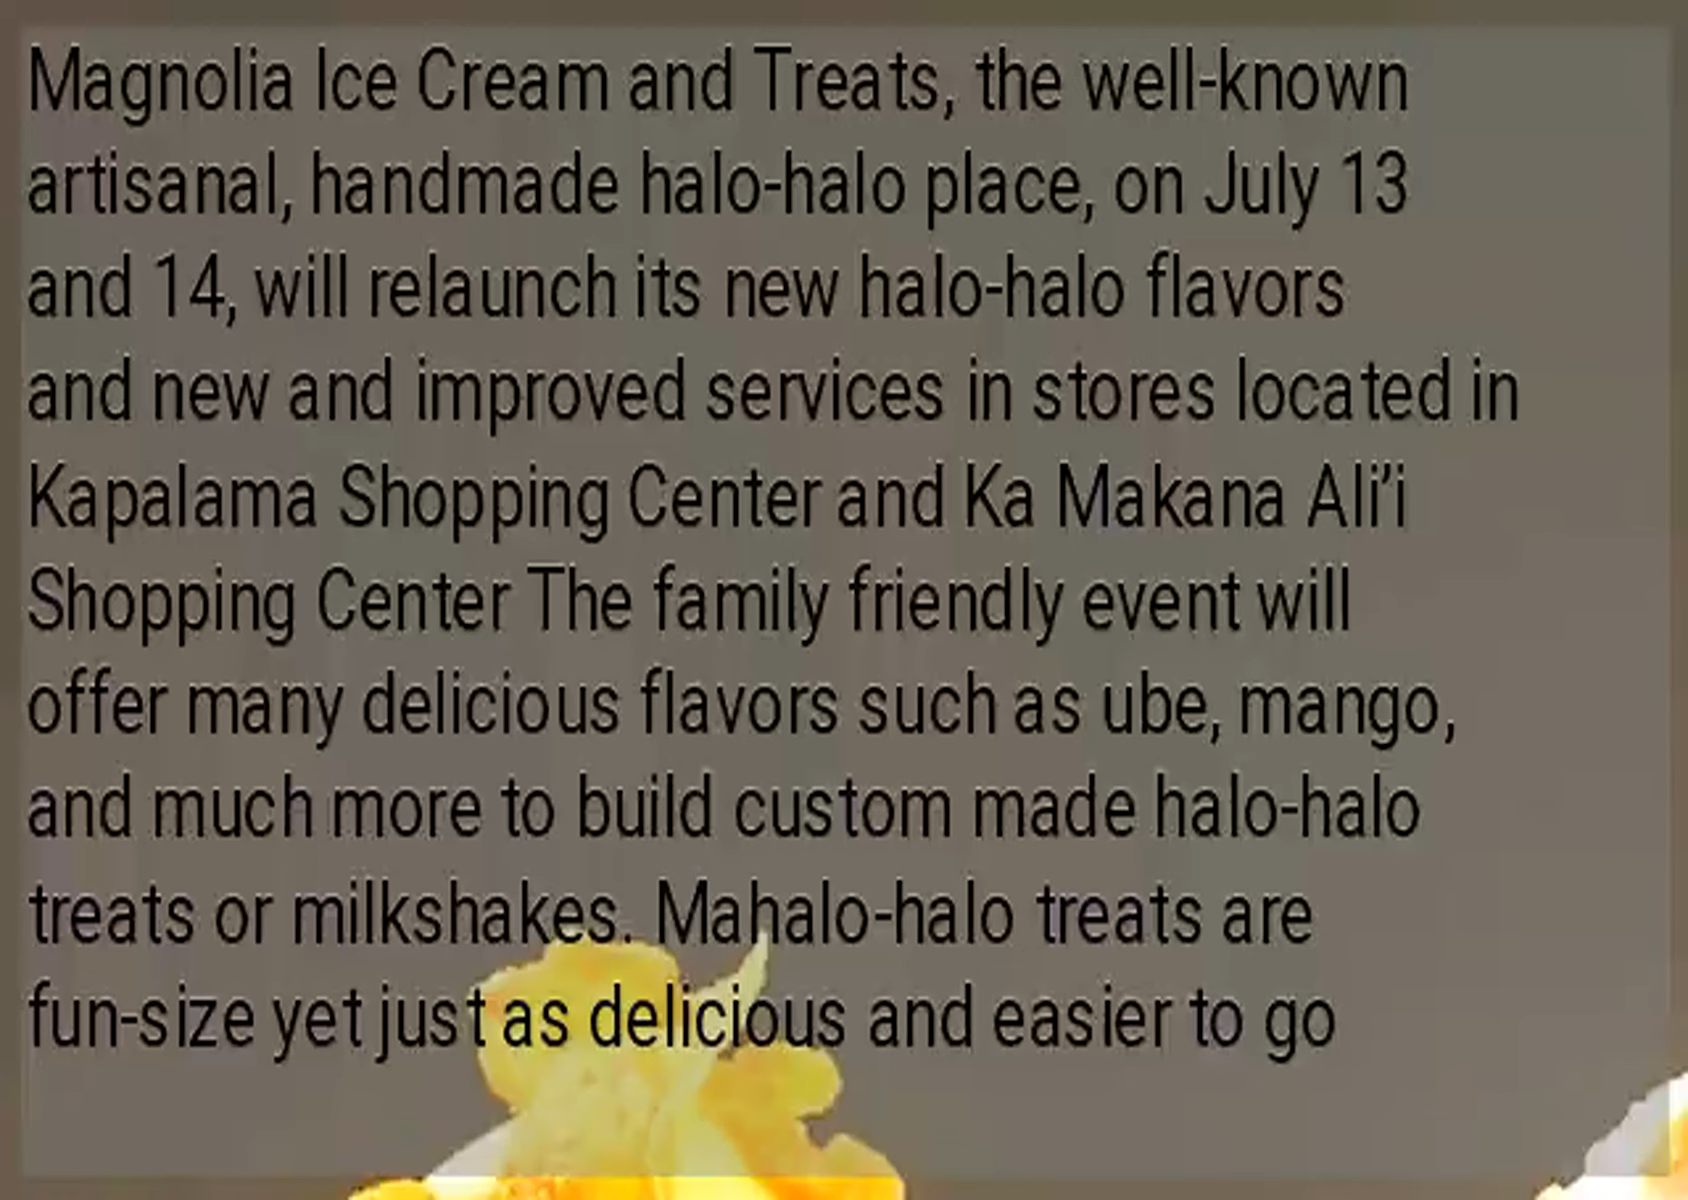 Magnolia Ice Cream and Treats, the well-known
artisanal, handmade halo-halo place, on July 13
and 14, will relaunch its new halo-halo flavors
and new and improved services in stores located in
Kapalama Shopping Center and Ka Makana Ali’i
Shopping Center The family friendly event will
offer many delicious flavors such as ube, mango,
and much more to build custom made halo-halo
treats or milkshakes. Mahalo-halo treats are
fun-size yet just as delicious and easier to go